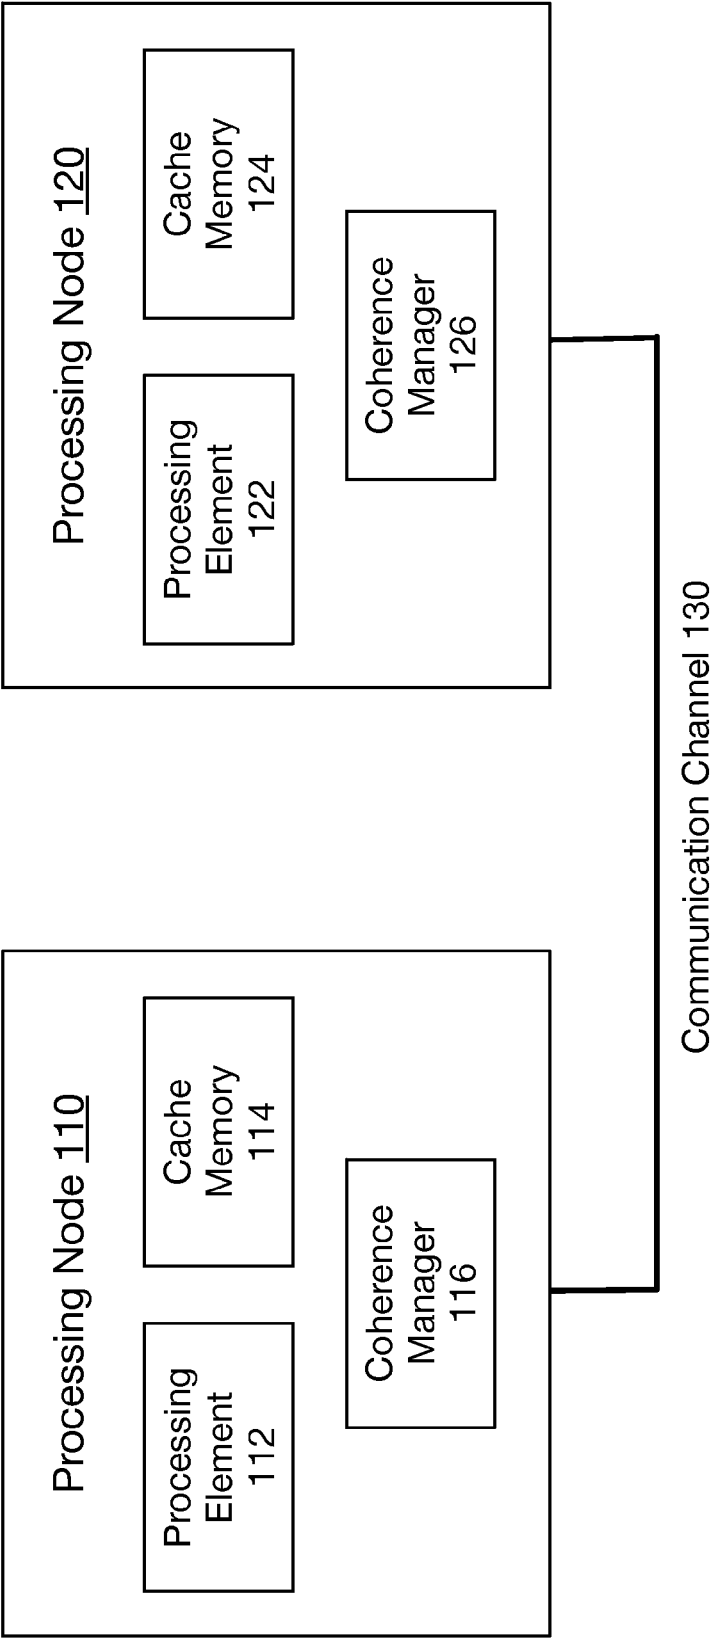 Processing Node 110
Processing
Element
112
Cache
Memory
114
Coherence
Manager
116
Processing Node 120
Processing
Element
122
Cache
Memory
124
Coherence
Manager
126
Communication Channel 130